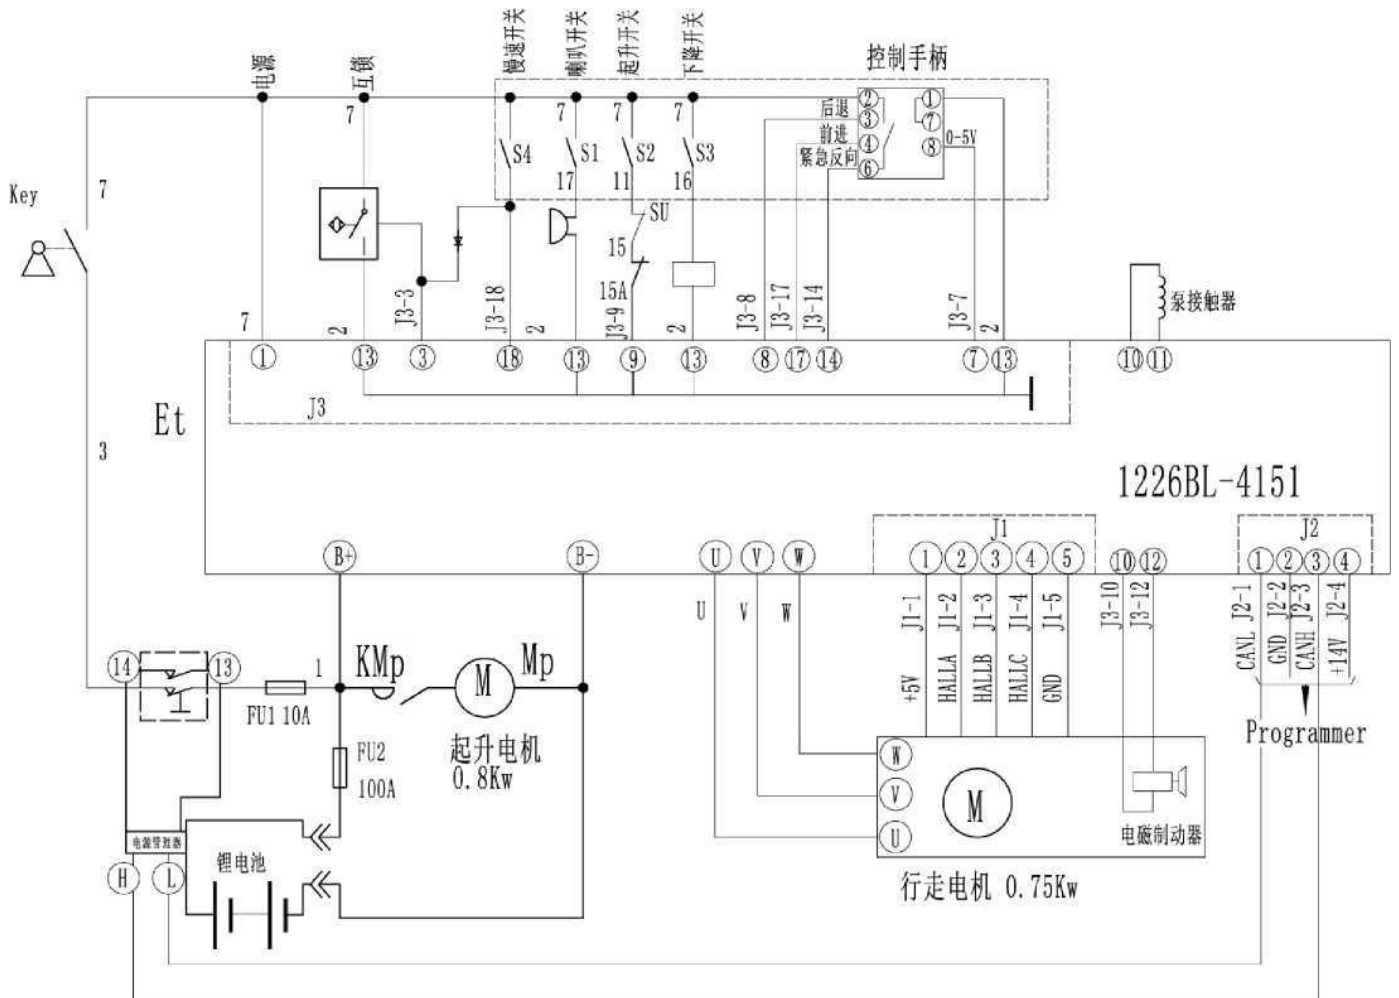 电源
互锁
慢速开关
喇叭开关
起升开关
下降开关
控制手柄
7
7
7
7
2
1
后退
3
7
前进
4
0-5V
8
紧急反向
6
S4
S1
S2
S3
17
11
16
Key
7
SU
15
15A
泵接触器
7
2
J3-3
J3-18
2
J3-9
2
J3-8
J3-17
J3-14
J3-7
2
1
13
3
18
13
9
13
8
17
14
7
13
10
11
J3
Et
3
1226BL-4151
J1
J2
B+
B-
U
V
W
1
2
3
4
5
10
12
1
2
3
4
U
V
W
J1-1
J1-2
J1-3
J1-4
J1-5
J3-10
J3-12
+5V
HALLA
HALLB
HALLC
GND
CANL J2-1
GND J2-2
CANH J2-3
+14V J2-4
14
13
1
KMp
M
Mp
FU1 10A
FU2
100A
起升电机
0.8Kw
Programmer
W
V
U
M
电磁制动器
行走电机 0.75Kw
电源管理器
H
L
锂电池